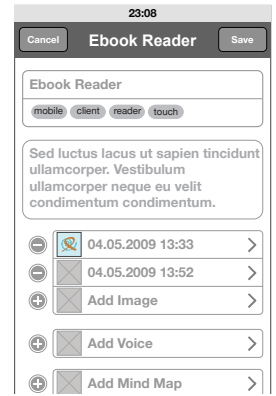 23:08
Cancel Ebook Reader Save
Ebook Reader
mobile client reader touch
Sed luctus lacus ut sapien tincidunt
ullamcorper. Vestibulum
ullamcorper neque eu velit
condimentum condimentum.
04.05.2009 13:33
04.05.2009 13:52
Add Image
Add Voice
Add Mind Map